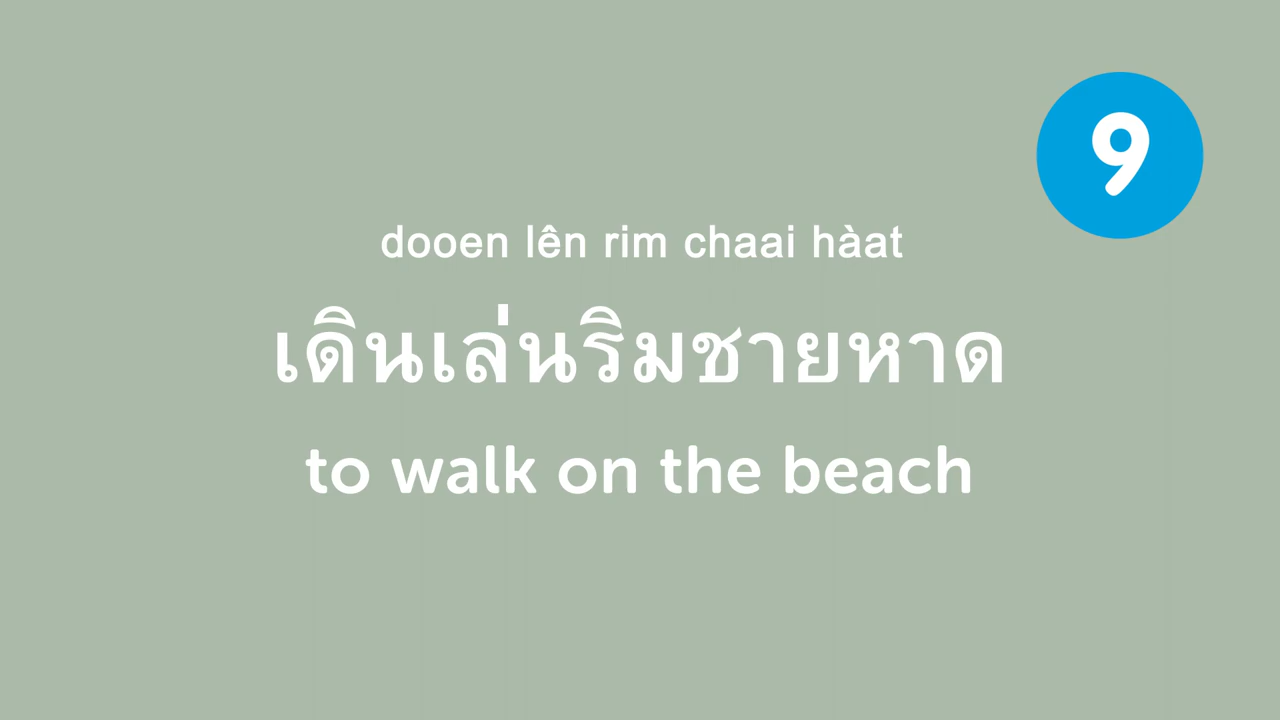 9
dooen lên rim chaai hàat
เดินเล่นริมชายหาด
to walk on the beach